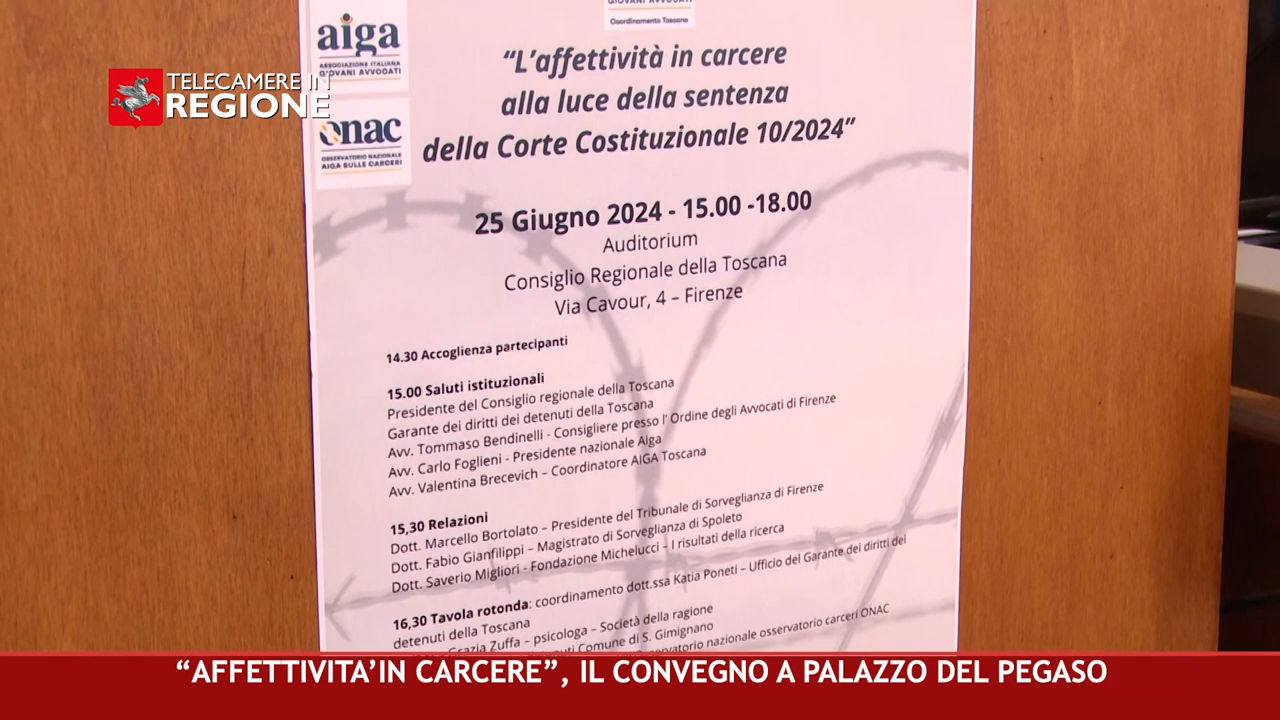 aiga
ASSOCIAZIONE ITALIANA
GIOVANI AVVOCATI
GIOVANI AVVOCATI
Coordinamento Toscana
TELECAMERE IN
REGIONE
onac
OSSERVATORIO NAZIONALE
AIGA SULLE CARCERI
“L’affettività in carcere
alla luce della sentenza
della Corte Costituzionale 10/2024”
25 Giugno 2024 - 15.00 -18.00
Auditorium
Consiglio Regionale della Toscana
Via Cavour, 4 – Firenze
14.30 Accoglienza partecipanti
15.00 Saluti istituzionali
Presidente del Consiglio regionale della Toscana
Garante dei diritti dei detenuti della Toscana
Avv. Tommaso Bendinelli - Consigliere presso l' Ordine degli Avvocati di Firenze
Avv. Carlo Foglieni - Presidente nazionale Aiga
Avv. Valentina Brecevich – Coordinatore AIGA Toscana
15,30 Relazioni
Dott. Marcello Bortolato – Presidente del Tribunale di Sorveglianza di Firenze
Dott. Fabio Gianfilippi – Magistrato di Sorveglianza di Spoleto
Dott. Saverio Migliori - Fondazione Michelucci – I risultati della ricerca
16,30 Tavola rotonda: coordinamento dott.ssa Katia Poneti – Ufficio del Garante dei diritti dei
detenuti della Toscana
Grazia Zuffa – psicologa – Società della ragione
Comune di S. Gimignano
nazionale osservatorio carceri ONAC
“AFFETTIVITA’IN CARCERE”, IL CONVEGNO A PALAZZO DEL PEGASO